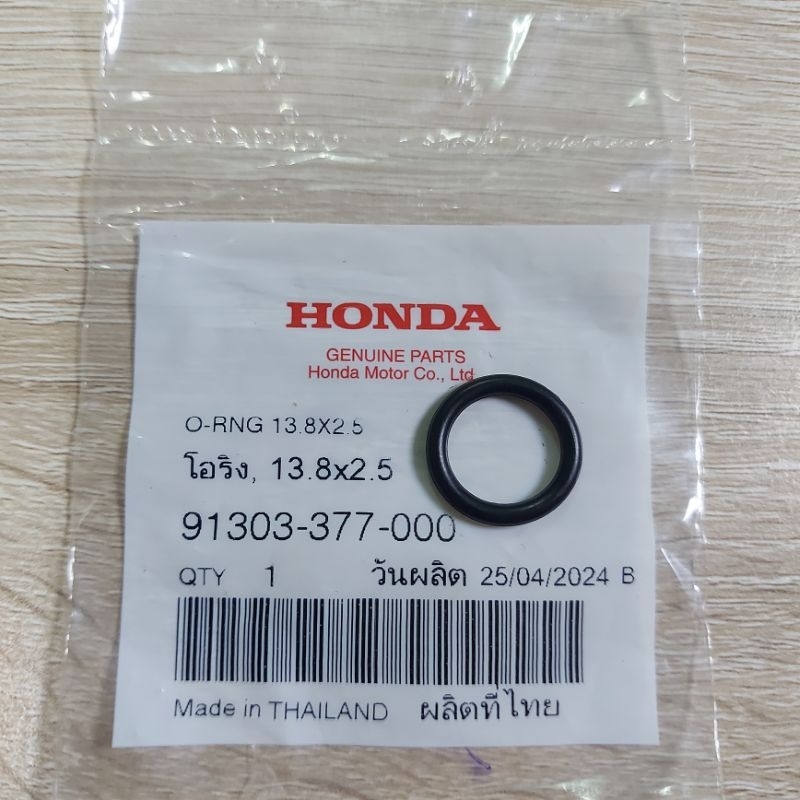 HONDA
GENUINE PARTS
Honda Motor Co., Ltd.
O-RNG 13.8X2.5
โอริง, 13.8x2.5
91303-377-000
QTY 1 วันผลิต 25/04/2024 B
Made in THAILAND ผลิตที่ไทย